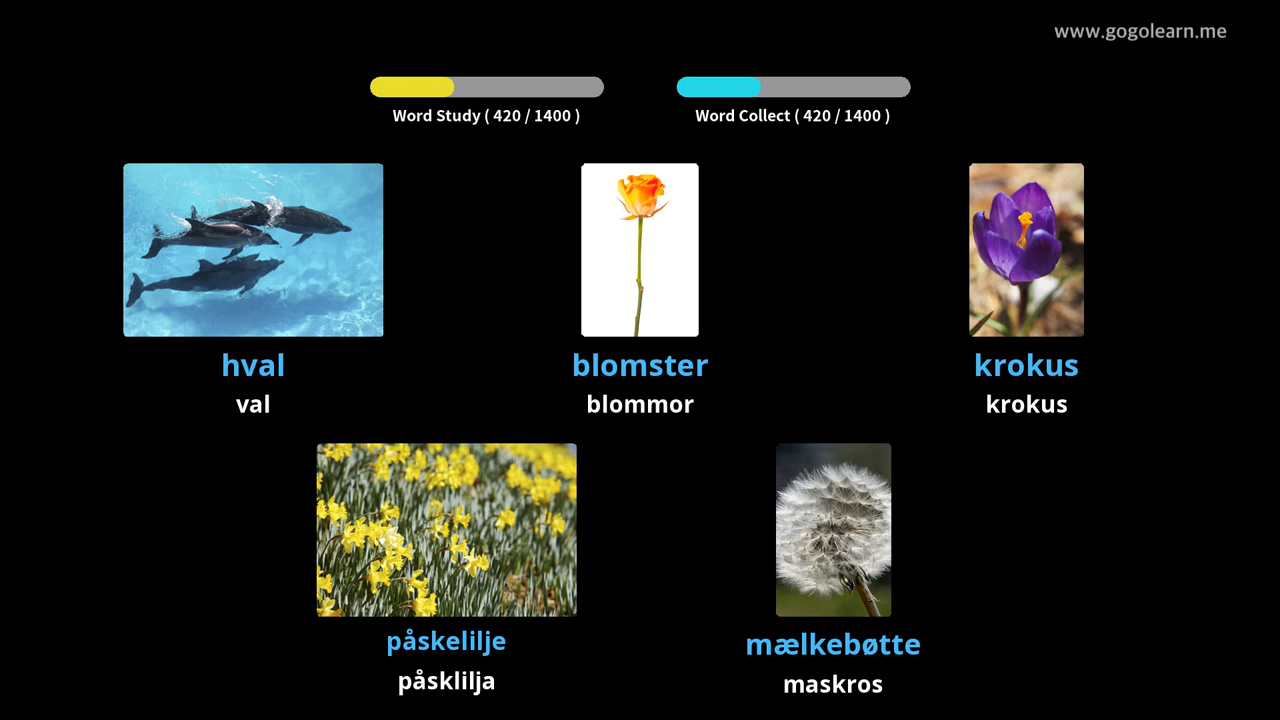 www.gogolearn.me
Word Study ( 420 / 1400 )
Word Collect ( 420 / 1400 )
hval
val
blomster
blommor
krokus
krokus
påskelilje
påsklilja
mælkebøtte
maskros